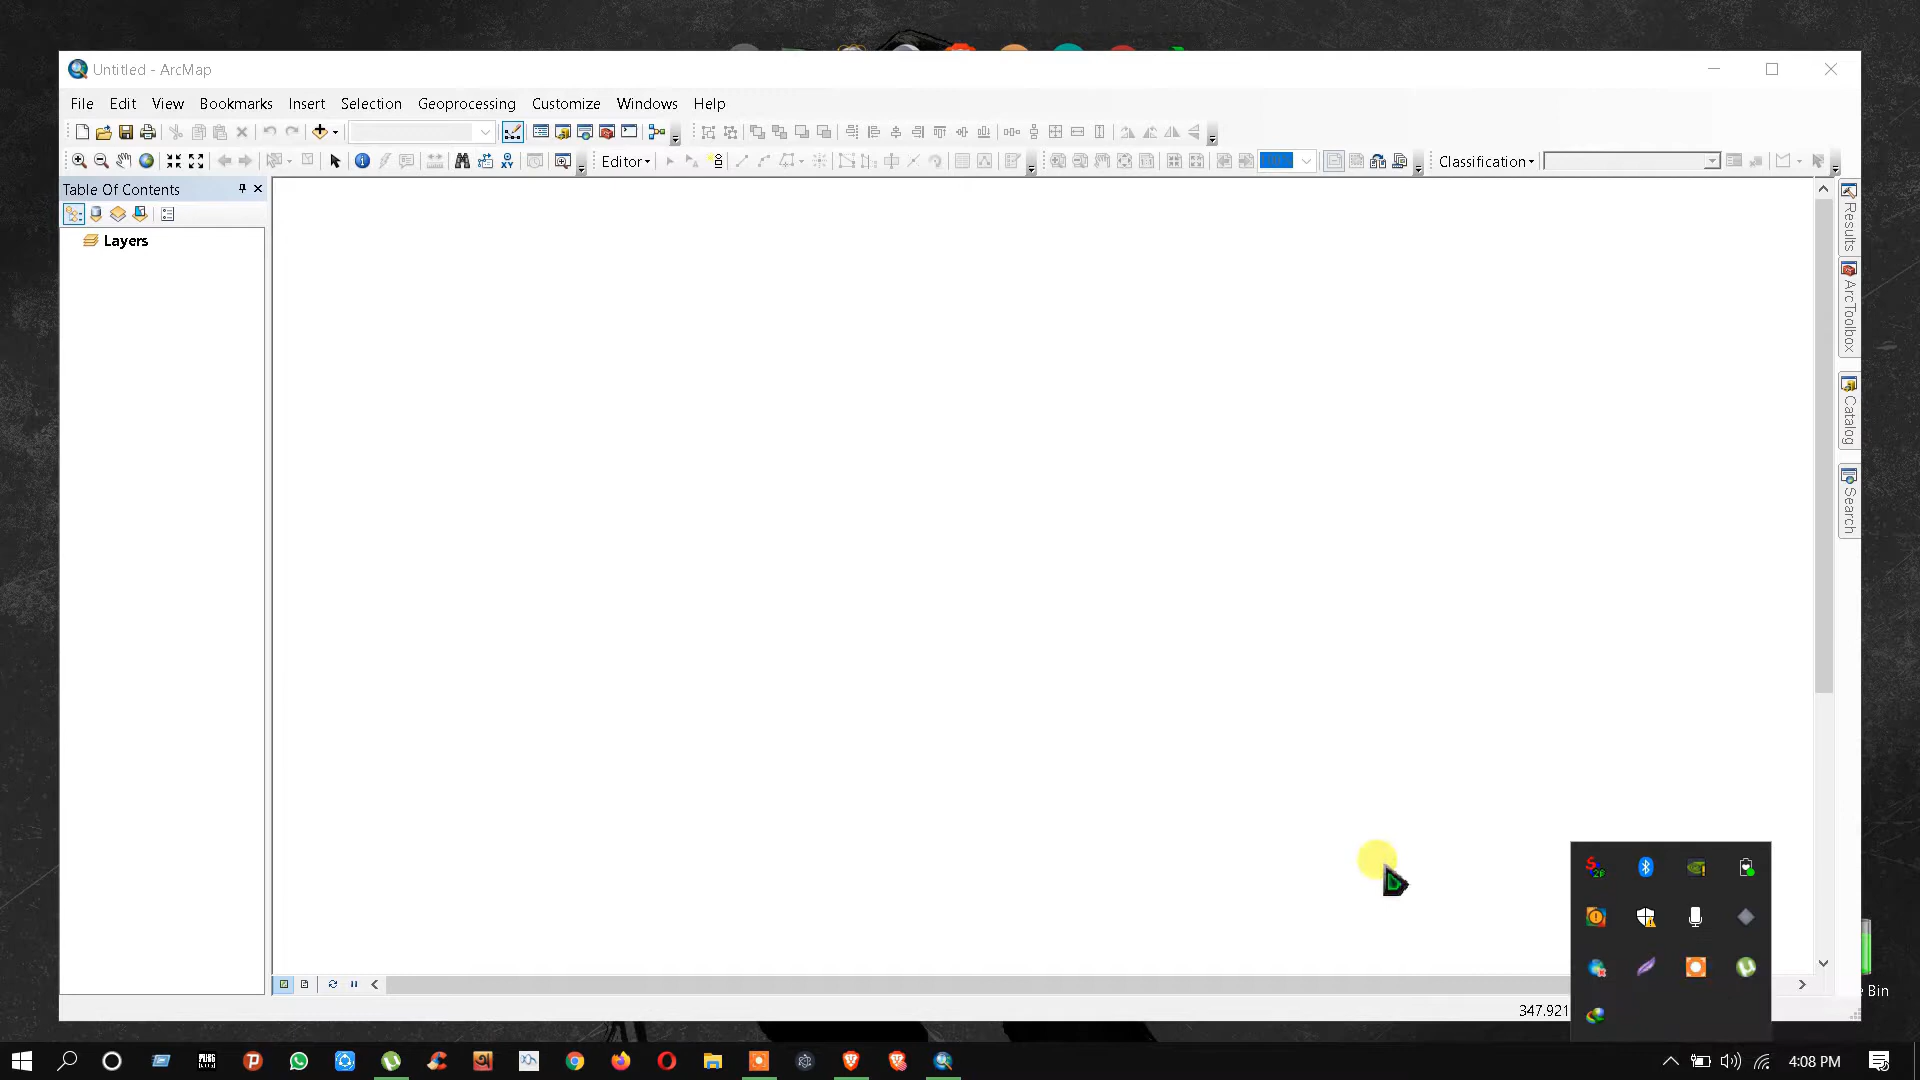 Untitled - ArcMap
File Edit View Bookmarks Insert Selection Geoprocessing Customize Windows Help
Editor
Classification
Table Of Contents
Layers
Results
ArcToolbox
Catalog
Search
347.921
e Bin
4:08 PM